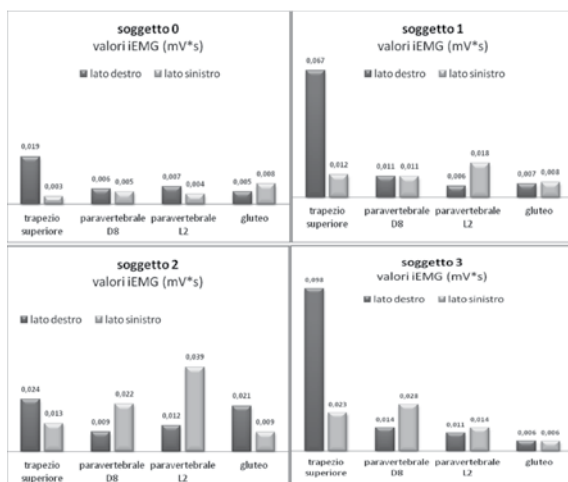 soggetto 0
valori iEMG (mV*s)
lato destro lato sinistro
0,019
0,003
0,006
0,005
0,007
0,004
0,005
0,008
trapezio superiore
paravertebrale D8
paravertebrale L2
gluteo
soggetto 1
valori iEMG (mV*s)
lato destro lato sinistro
0,067
0,012
0,011
0,011
0,006
0,018
0,007
0,008
trapezio superiore
paravertebrale D8
paravertebrale L2
gluteo
soggetto 2
valori iEMG (mV*s)
lato destro lato sinistro
0,024
0,013
0,009
0,022
0,012
0,039
0,021
0,009
trapezio superiore
paravertebrale D8
paravertebrale L2
gluteo
soggetto 3
valori iEMG (mV*s)
lato destro lato sinistro
0,098
0,023
0,014
0,028
0,011
0,014
0,006
0,006
trapezio superiore
paravertebrale D8
paravertebrale L2
gluteo